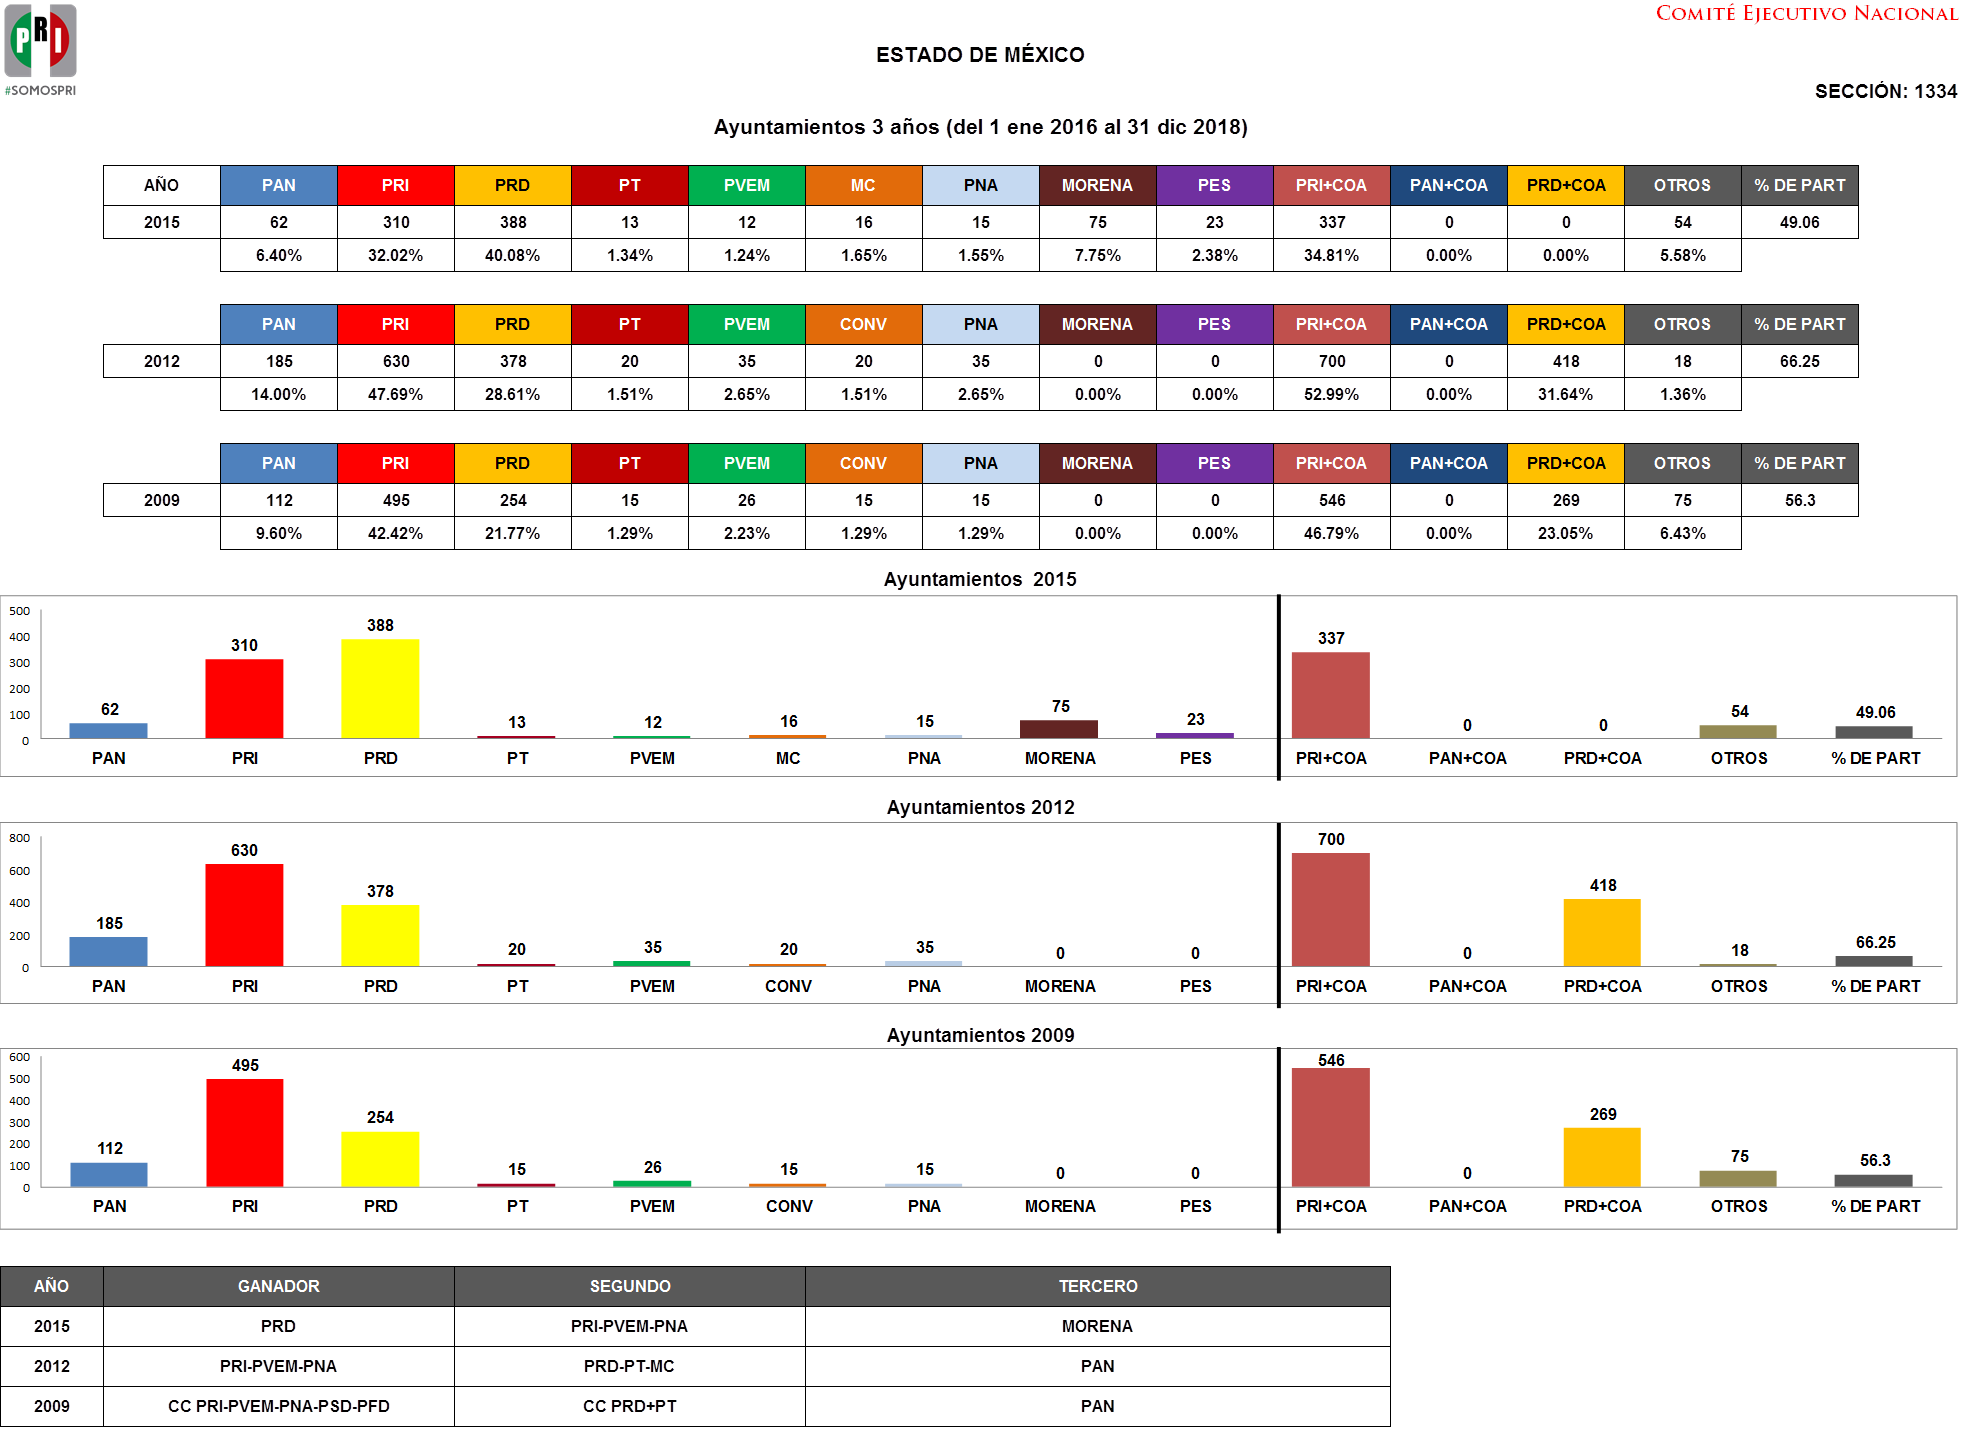 PRI
#SOMOSPRI
COMITÉ EJECUTIVO NACIONAL
ESTADO DE MÉXICO
SECCIÓN: 1334
Ayuntamientos 3 años (del 1 ene 2016 al 31 dic 2018)
AÑO PAN PRI PRD PT PVEM MC PNA MORENA PES PRI+COA PAN+COA PRD+COA OTROS % DE PART
2015 62 310 388 13 12 16 15 75 23 337 0 0 54 49.06
6.40% 32.02% 40.08% 1.34% 1.24% 1.65% 1.55% 7.75% 2.38% 34.81% 0.00% 0.00% 5.58%
PAN PRI PRD PT PVEM CONV PNA MORENA PES PRI+COA PAN+COA PRD+COA OTROS % DE PART
2012 185 630 378 20 35 20 35 0 0 700 0 418 18 66.25
14.00% 47.69% 28.61% 1.51% 2.65% 1.51% 2.65% 0.00% 0.00% 52.99% 0.00% 31.64% 1.36%
PAN PRI PRD PT PVEM CONV PNA MORENA PES PRI+COA PAN+COA PRD+COA OTROS % DE PART
2009 112 495 254 15 26 15 15 0 0 546 0 269 75 56.3
9.60% 42.42% 21.77% 1.29% 2.23% 1.29% 1.29% 0.00% 0.00% 46.79% 0.00% 23.05% 6.43%
Ayuntamientos 2015
500
400
300
200
100
0
62 310 388 13 12 16 15 75 23 337 0 0 54 49.06
PAN PRI PRD PT PVEM MC PNA MORENA PES PRI+COA PAN+COA PRD+COA OTROS % DE PART
Ayuntamientos 2012
800
600
400
200
0
185 630 378 20 35 20 35 0 0 700 0 418 18 66.25
PAN PRI PRD PT PVEM CONV PNA MORENA PES PRI+COA PAN+COA PRD+COA OTROS % DE PART
Ayuntamientos 2009
600
500
400
300
200
100
0
112 495 254 15 26 15 15 0 0 546 0 269 75 56.3
PAN PRI PRD PT PVEM CONV PNA MORENA PES PRI+COA PAN+COA PRD+COA OTROS % DE PART
AÑO GANADOR SEGUNDO TERCERO
2015 PRD PRI-PVEM-PNA MORENA
2012 PRI-PVEM-PNA PRD-PT-MC PAN
2009 CC PRI-PVEM-PNA-PSD-PFD CC PRD+PT PAN